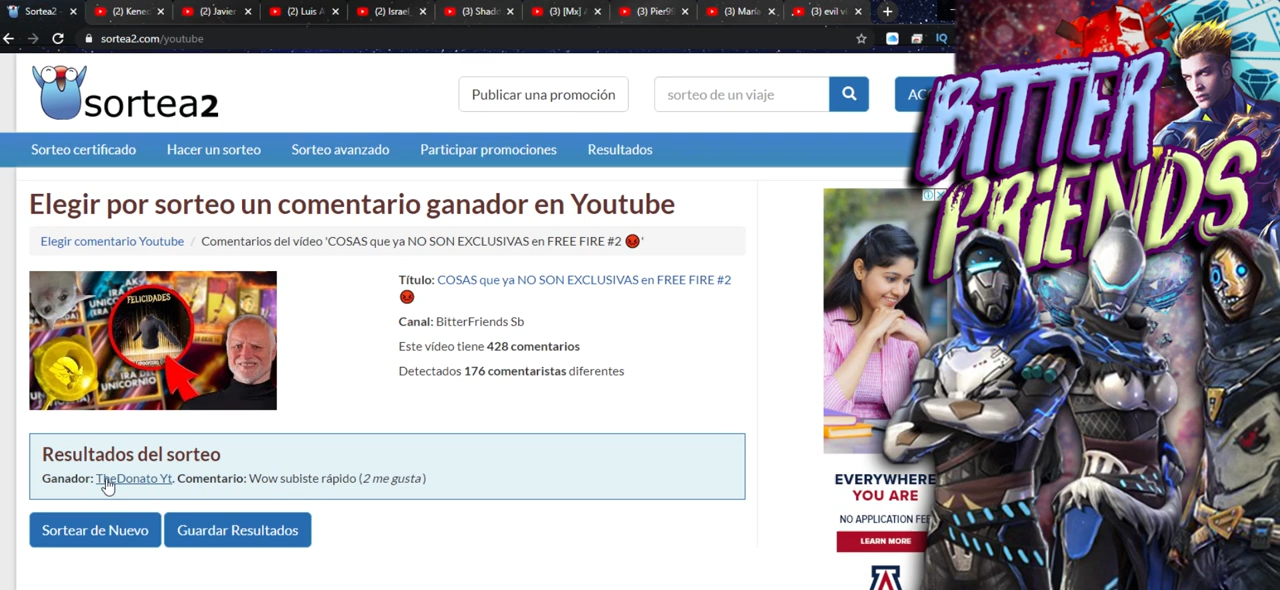 Sortea2 -
(2) Kene
(2) Javier
(2) Luis A
(2) Israel
(3) Shad
(3) [Mx]
(3) Pier9
(3) María
(3) evil v
sortea2.com/youtube
IQ
sortea2
Publicar una promoción
sorteo de un viaje
AC
Sorteo certificado
Hacer un sorteo
Sorteo avanzado
Participar promociones
Resultados
BiTTER
FRiENDS
Elegir por sorteo un comentario ganador en Youtube
Elegir comentario Youtube / Comentarios del vídeo 'COSAS que ya NO SON EXCLUSIVAS en FREE FIRE #2 😡'
FELICIDADES
Título: COSAS que ya NO SON EXCLUSIVAS en FREE FIRE #2
😡
Canal: BitterFriends Sb
Este vídeo tiene 428 comentarios
Detectados 176 comentaristas diferentes
Resultados del sorteo
Ganador: TheDonato Yt. Comentario: Wow subiste rápido (2 me gusta)
Sortear de Nuevo
Guardar Resultados
EVERYWHERE
YOU ARE
NO APPLICATION FEE
LEARN MORE
A